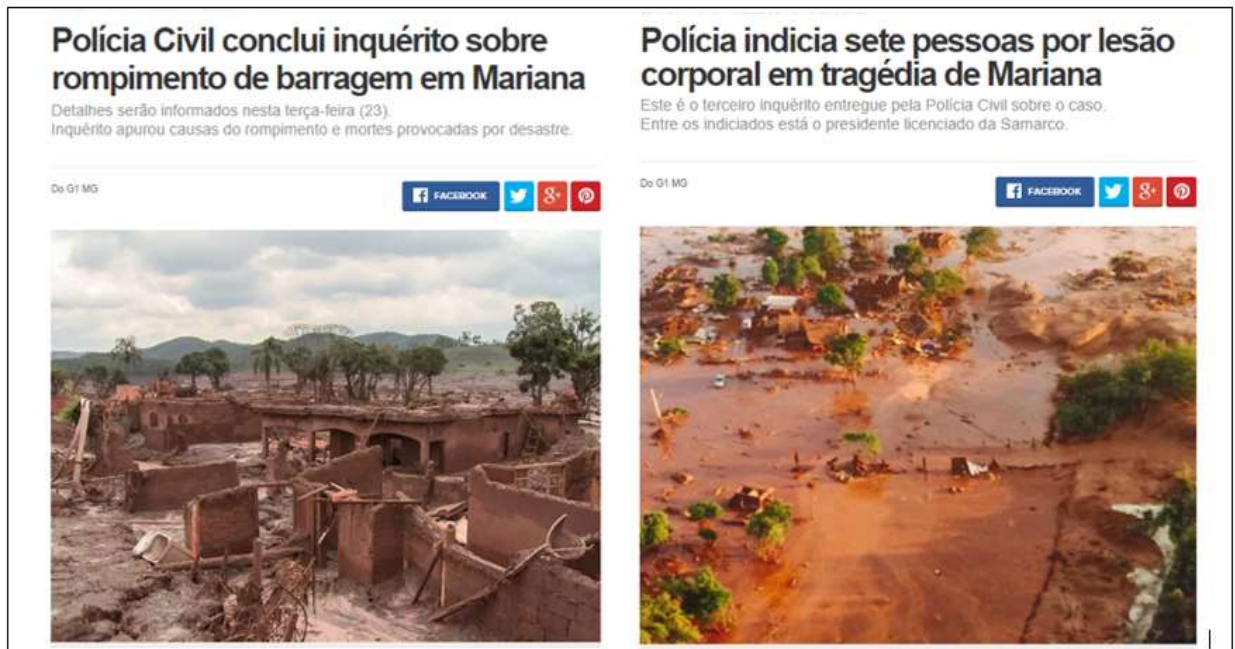 Polícia Civil conclui inquérito sobre
rompimento de barragem em Mariana
Detalhes serão informados nesta terça-feira (23).
Inquérito apurou causas do rompimento e mortes provocadas por desastre.
Do G1 MG
FACEBOOK
Polícia indicia sete pessoas por lesão
corporal em tragédia de Mariana
Este é o terceiro inquérito entregue pela Polícia Civil sobre o caso.
Entre os indiciados está o presidente licenciado da Samarco.
Do G1 MG
FACEBOOK